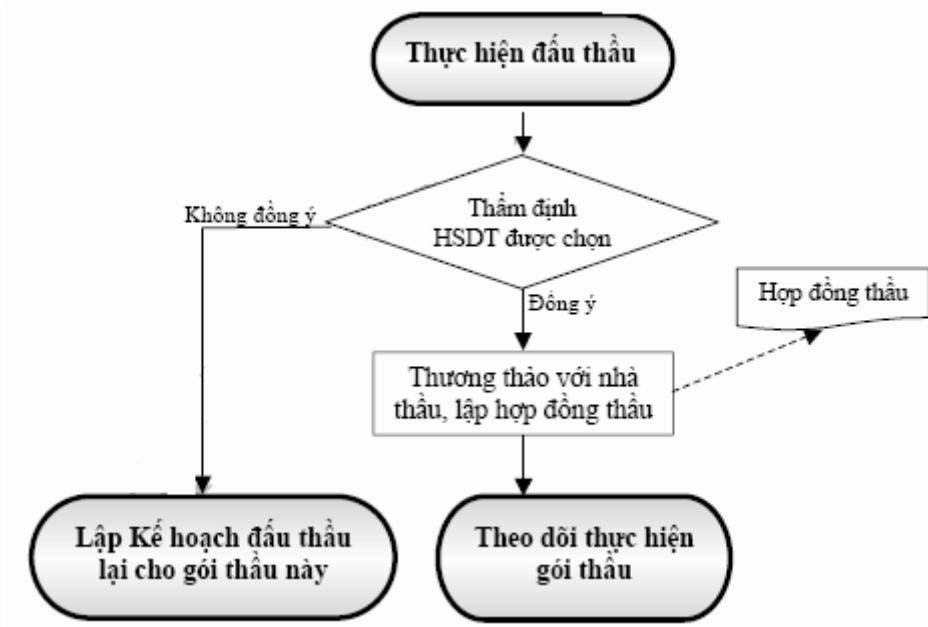 Thực hiện đấu thầu
Thẩm định
HSDT được chọn
Không đồng ý
Đồng ý
Hợp đồng thầu
Thương thảo với nhà
thầu, lập hợp đồng thầu
Lập Kế hoạch đấu thầu
lại cho gói thầu này
Theo dõi thực hiện
gói thầu